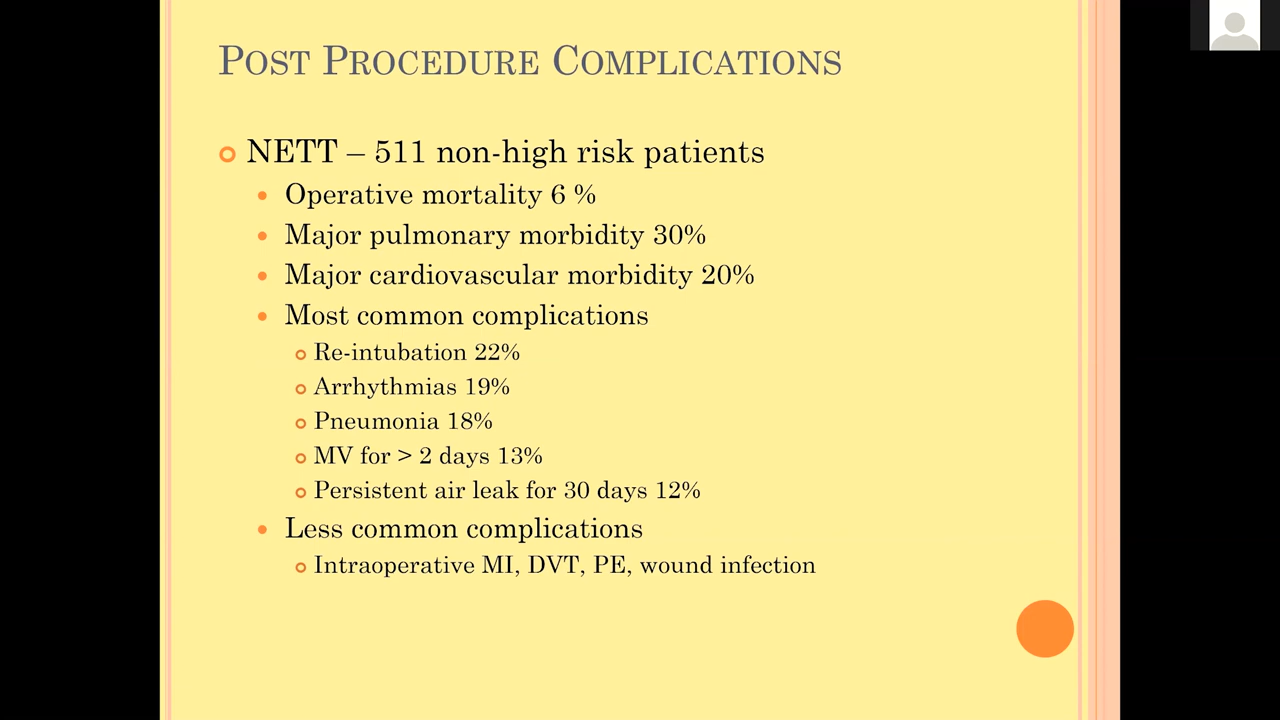 POST PROCEDURE COMPLICATIONS
NETT – 511 non-high risk patients
Operative mortality 6 %
Major pulmonary morbidity 30%
Major cardiovascular morbidity 20%
Most common complications
Re-intubation 22%
Arrhythmias 19%
Pneumonia 18%
MV for > 2 days 13%
Persistent air leak for 30 days 12%
Less common complications
Intraoperative MI, DVT, PE, wound infection